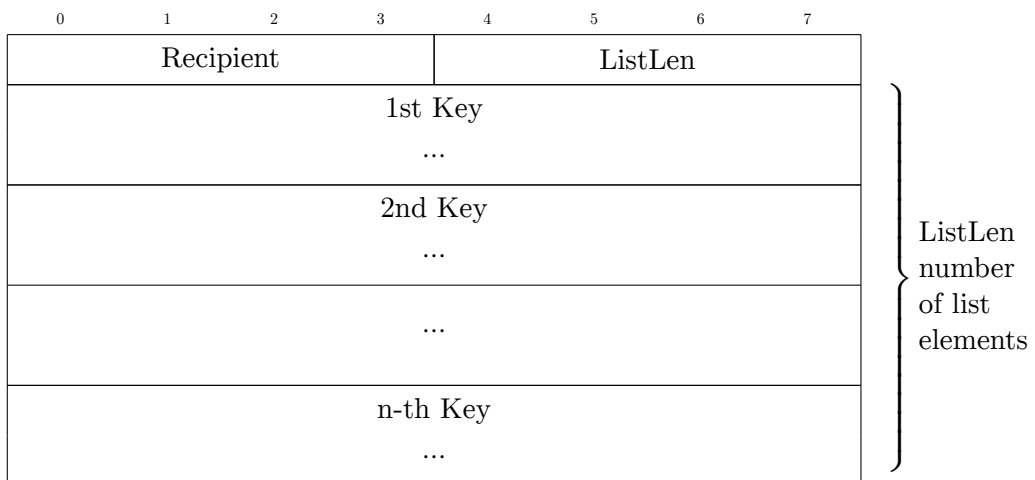 0 1 2 3 4 5 6 7
Recipient ListLen
1st Key
...
2nd Key
...
...
n-th Key
...
ListLen
number
of list
elements